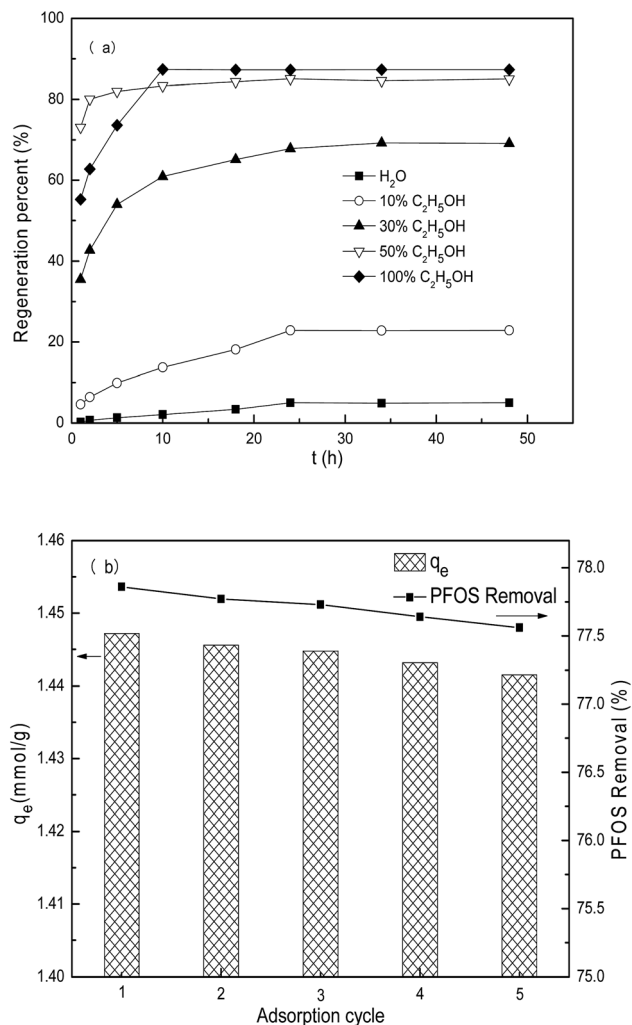 ( a)
100
80
60
40
20
0
Regeneration percent (%)
H₂O
10% C₂H₅OH
30% C₂H₅OH
50% C₂H₅OH
100% C₂H₅OH
0 10 20 30 40 50
t (h)
( b)
1.46
1.45
1.44
1.43
1.42
1.41
1.40
qₑ(mmol/g)
qₑ
PFOS Removal
78.0
77.5
77.0
76.5
76.0
75.5
75.0
PFOS Removal (%)
1 2 3 4 5
Adsorption cycle